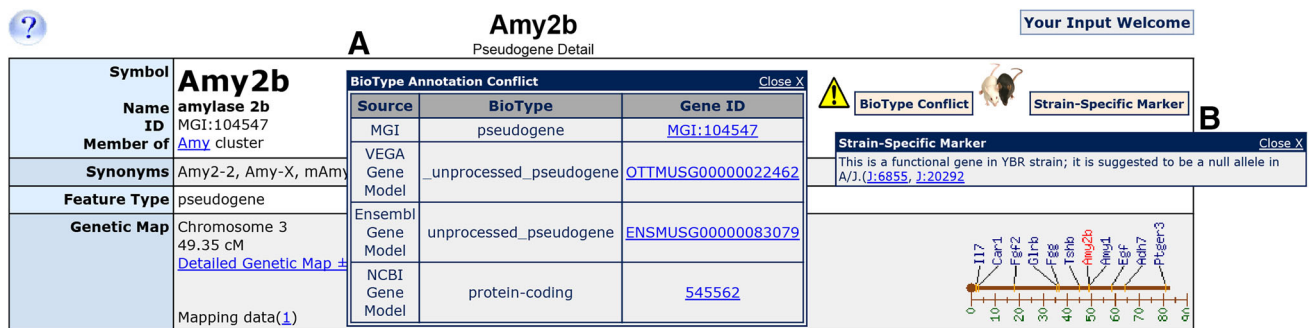 ?
Amy2b
Pseudogene Detail
Your Input Welcome
A
Symbol
Amy2b
Name
amylase 2b
ID
MGI:104547
Member of
Amy cluster
Synonyms
Amy2-2, Amy-X, mAmy
Feature Type
pseudogene
Genetic Map
Chromosome 3
49.35 cM
Detailed Genetic Map ±
Mapping data(1)
BioType Annotation Conflict
Close X
Source
BioType
Gene ID
MGI
pseudogene
MGI:104547
VEGA
Gene
Model
_unprocessed_pseudogene
OTTMUSG00000022462
Ensembl
Gene
Model
unprocessed_pseudogene
ENSMUSG00000083079
NCBI
Gene
Model
protein-coding
545562
!
BioType Conflict
Strain-Specific Marker
B
Strain-Specific Marker
Close X
This is a functional gene in YBR strain; it is suggested to be a null allele in
A/J.(J:6855, J:20292
Il7
Car1
Fgf2
Glrb
Fgg
Tshb
Amy2b
Amy1
Egf
Adh7
Ptger3
0
10
20
30
40
50
60
70
80
90